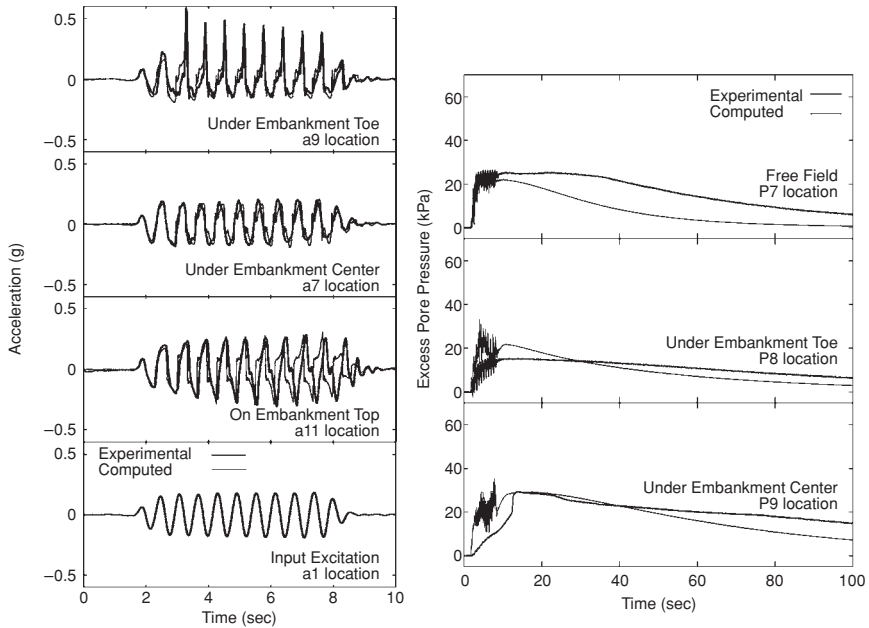 Acceleration (g)
0.5
0
−0.5
Under Embankment Toe
a9 location
0.5
0
−0.5
Under Embankment Center
a7 location
0.5
0
−0.5
On Embankment Top
a11 location
0.5
0
−0.5
Experimental
Computed
Input Excitation
a1 location
0 2 4 6 8 10
Time (sec)
Excess Pore Pressure (kPa)
60
40
20
0
Experimental
Computed
Free Field
P7 location
60
40
20
0
Under Embankment Toe
P8 location
60
40
20
0
Under Embankment Center
P9 location
0 20 40 60 80 100
Time (sec)